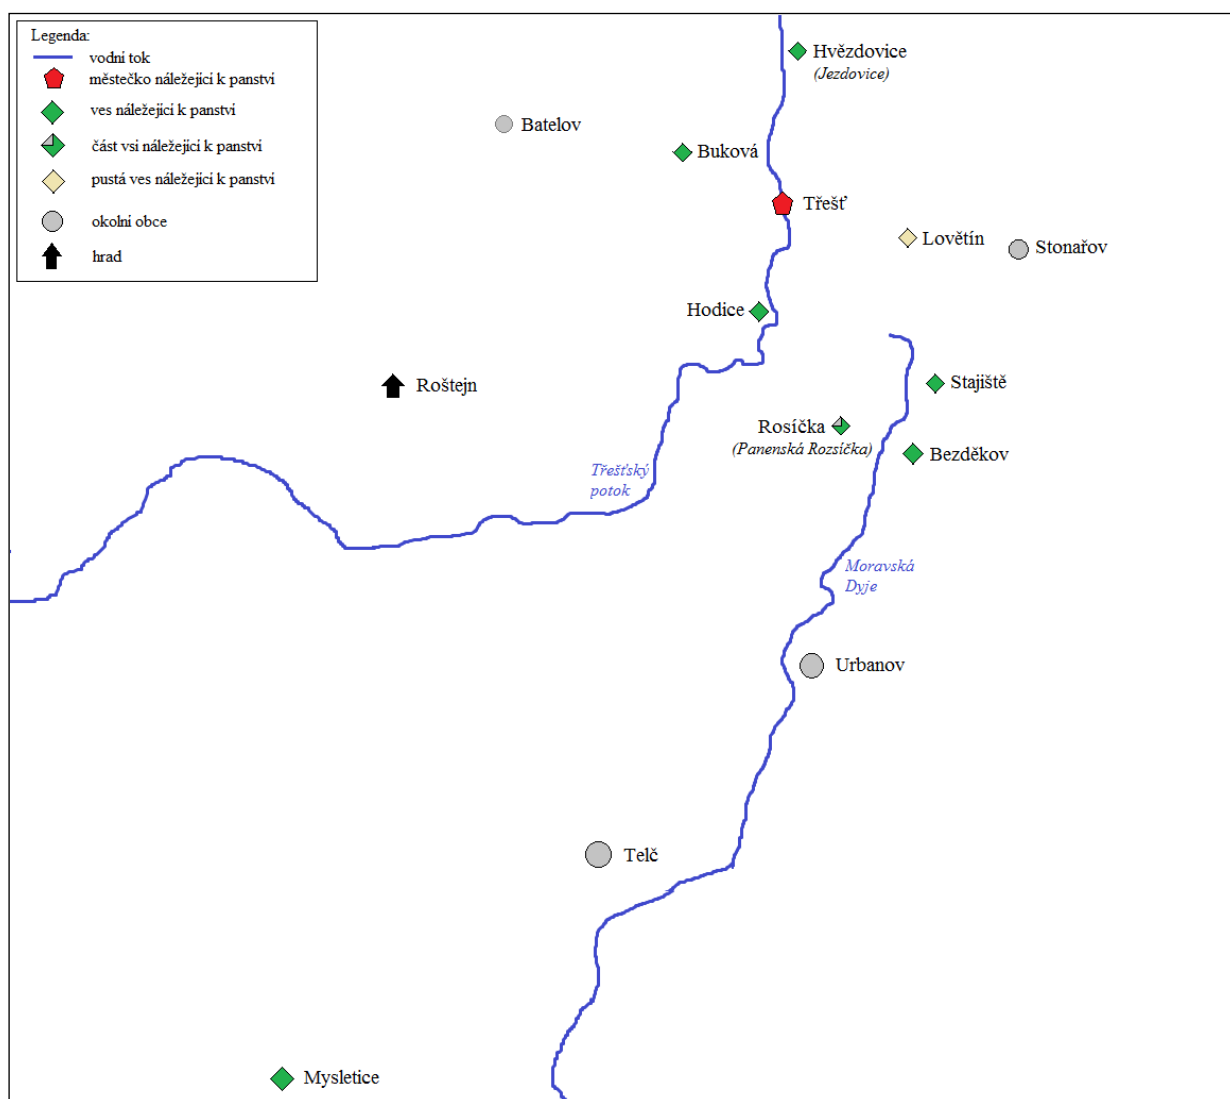 Legenda:
vodní tok
městečko náležející k panství
ves náležející k panství
část vsi náležející k panství
pustá ves náležející k panství
okolní obce
hrad
Hvězdovice
(Jezdovice)
Batelov
Buková
Třešť
Lovětín
Stonařov
Hodice
Roštejn
Stajiště
Rosíčka
(Panenská Rozsíčka)
Bezděkov
Třešťský
potok
Moravská
Dyje
Urbanov
Telč
Mysletice